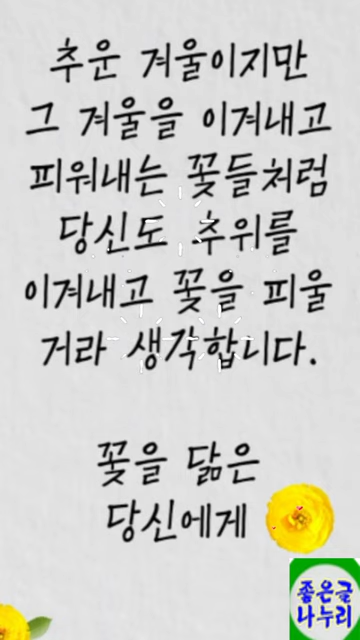 추운 겨울이지만
그 겨울을 이겨내고
피워내는 꽃들처럼
당신도 추위를
이겨내고 꽃을 피울
거라 생각합니다.
꽃을 닮은
당신에게
좋은글
나누리